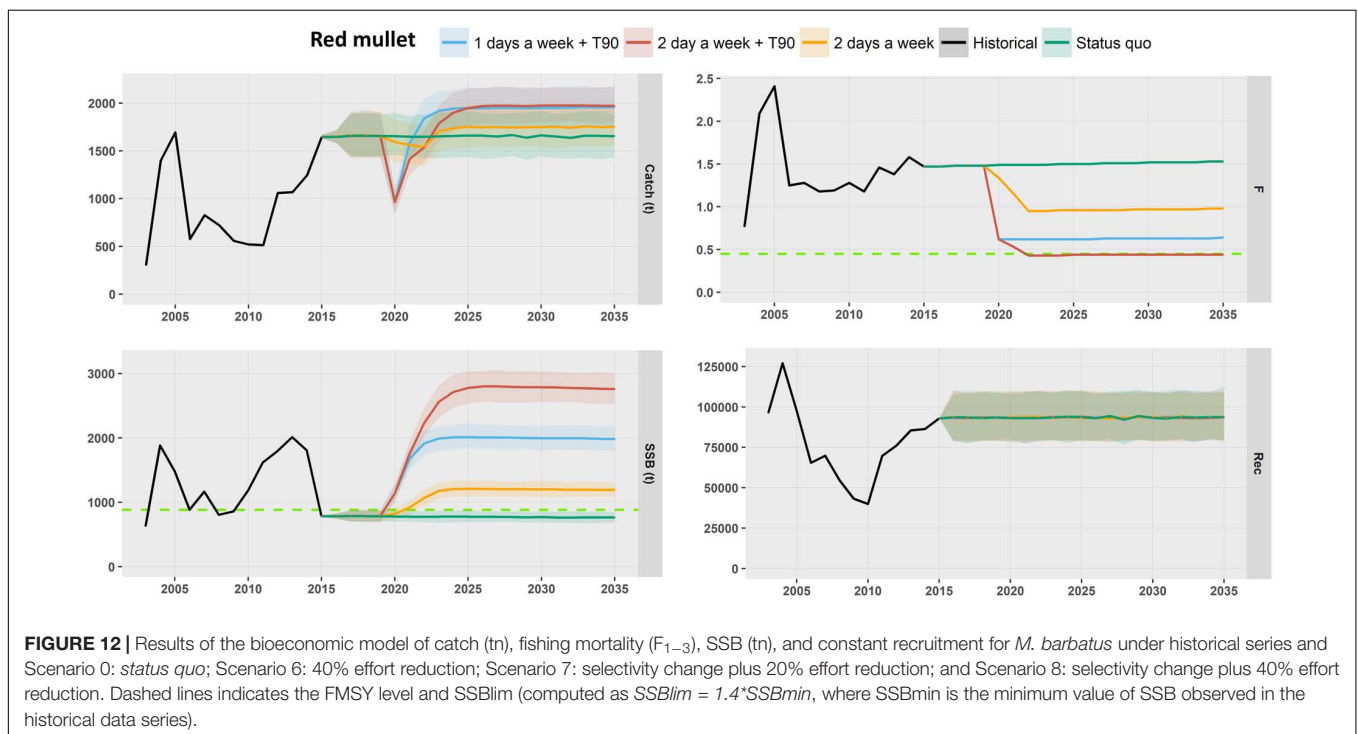 Red mullet
1 days a week + T90 2 day a week + T90 2 days a week Historical Status quo
2000
1500
1000
500
0
2005 2010 2015 2020 2025 2030 2035
Catch (t)
2.5
2.0
1.5
1.0
0.5
0.0
2005 2010 2015 2020 2025 2030 2035
F
3000
2000
1000
0
2005 2010 2015 2020 2025 2030 2035
SSB (t)
125000
100000
75000
50000
25000
0
2005 2010 2015 2020 2025 2030 2035
Rec
FIGURE 12 | Results of the bioeconomic model of catch (tn), fishing mortality (F1–3), SSB (tn), and constant recruitment for M. barbatus under historical series and
Scenario 0: status quo; Scenario 6: 40% effort reduction; Scenario 7: selectivity change plus 20% effort reduction; and Scenario 8: selectivity change plus 40% effort
reduction. Dashed lines indicates the FMSY level and SSBlim (computed as SSBlim = 1.4*SSBmin, where SSBmin is the minimum value of SSB observed in the
historical data series).